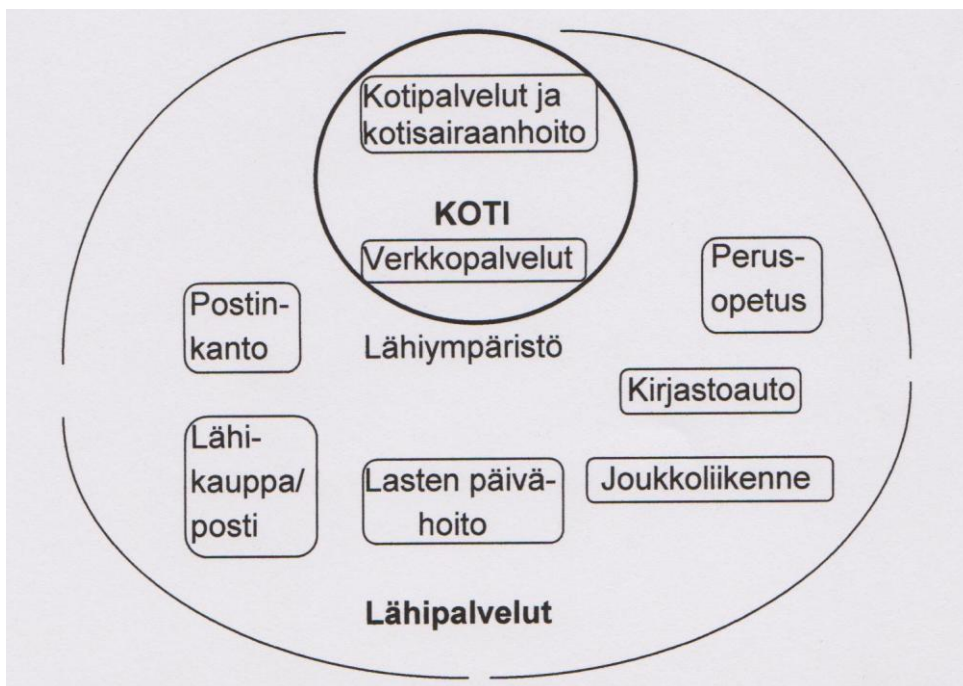 Kotipalvelut ja
kotisairaanhoito
KOTI
Verkkopalvelut
Perus-
opetus
Postin-
kanto
Lähiympäristö
Kirjastoauto
Lähi-
kauppa/
posti
Lasten päivä-
hoito
Joukkoliikenne
Lähipalvelut